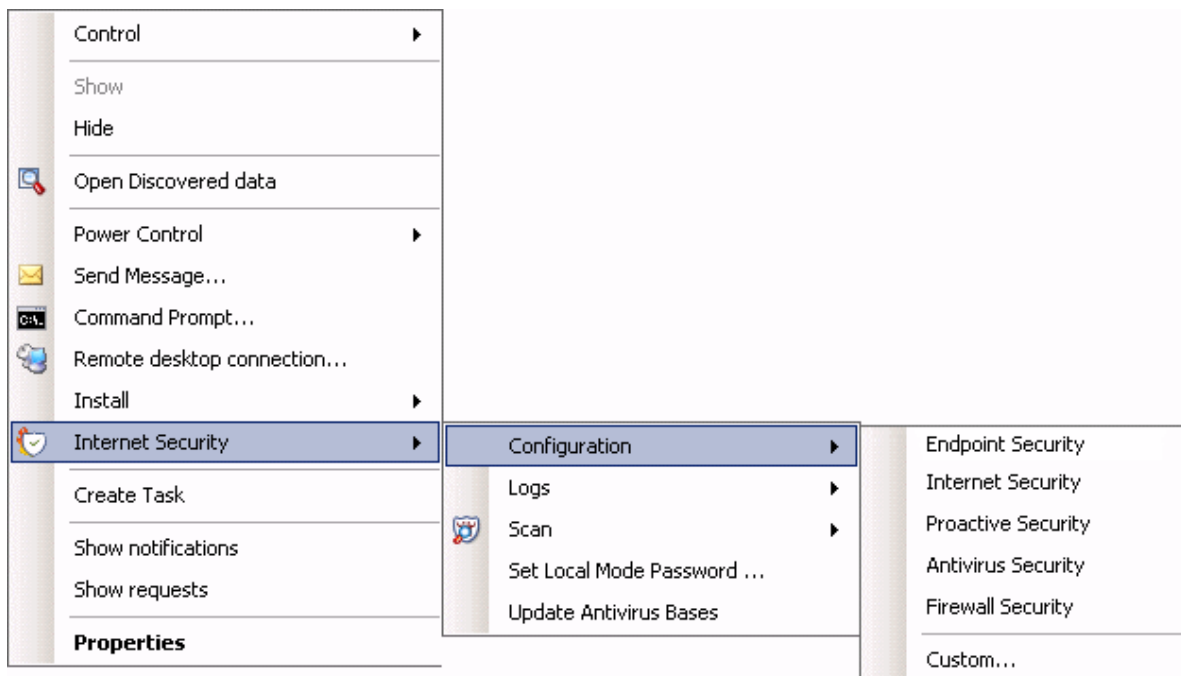 Control
Show
Hide
Open Discovered data
Power Control
Send Message...
C:\_
Command Prompt...
Remote desktop connection...
Install
Internet Security
Create Task
Show notifications
Show requests
Properties
Configuration
Logs
Scan
Set Local Mode Password ...
Update Antivirus Bases
Endpoint Security
Internet Security
Proactive Security
Antivirus Security
Firewall Security
Custom...